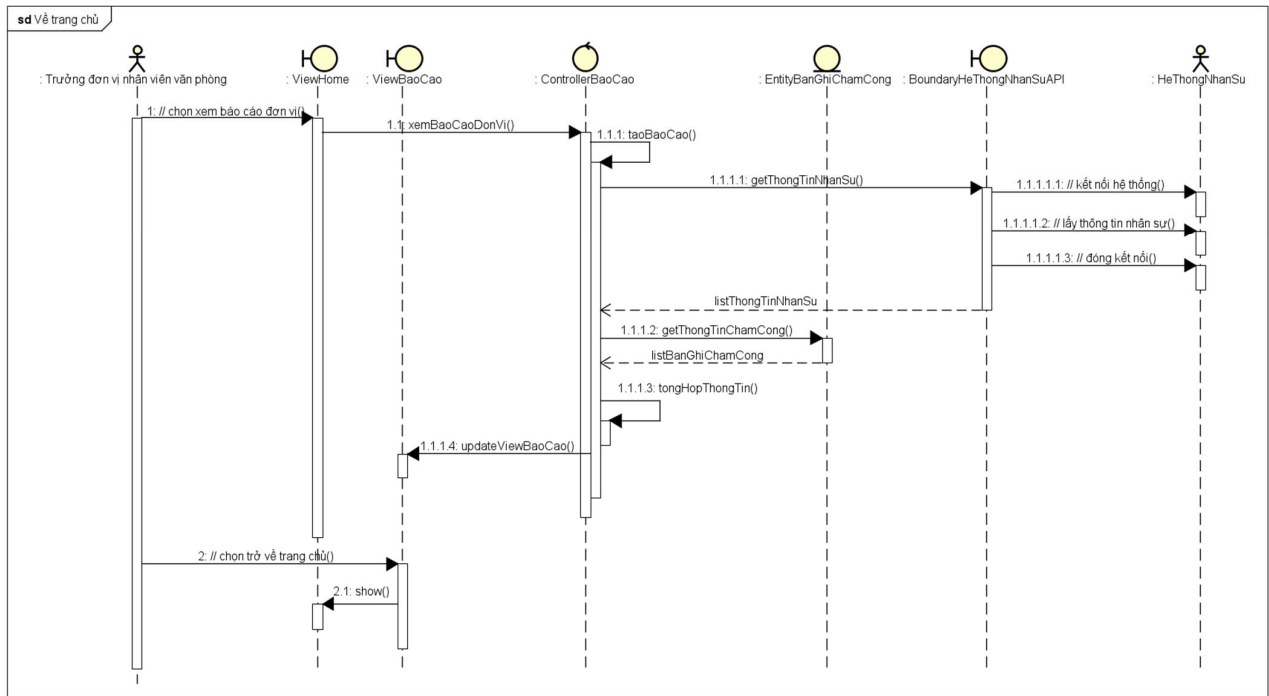 sd Về trang chủ
: Trưởng đơn vị nhân viên văn phòng
: ViewHome
: ViewBaoCao
: ControllerBaoCao
: EntityBanGhiChamCong
: BoundaryHeThongNhanSuAPI
: HeThongNhanSu
1: // chọn xem báo cáo đơn vị()
1.1: xemBaoCaoDonVi()
1.1.1: taoBaoCao()
1.1.1.1: getThongTinNhanSu()
1.1.1.1.1: // kết nối hệ thống()
1.1.1.1.2: // lấy thông tin nhân sự()
1.1.1.1.3: // đóng kết nối()
listThongTinNhanSu
1.1.1.2: getThongTinChamCong()
listBanGhiChamCong
1.1.1.3: tongHopThongTin()
1.1.1.4: updateViewBaoCao()
2: // chọn trở về trang chủ()
2.1: show()